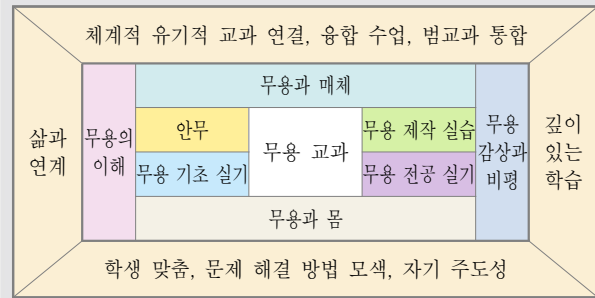 체계적 유기적 교과 연결, 융합 수업, 범교과 통합
삶과
연계
무용의
이해
무용과 매체
안무
무용 기초 실기
무용 교과
무용 제작 실습
무용 전공 실기
무용과 몸
무용
감상과
비평
깊이
있는
학습
학생 맞춤, 문제 해결 방법 모색, 자기 주도성